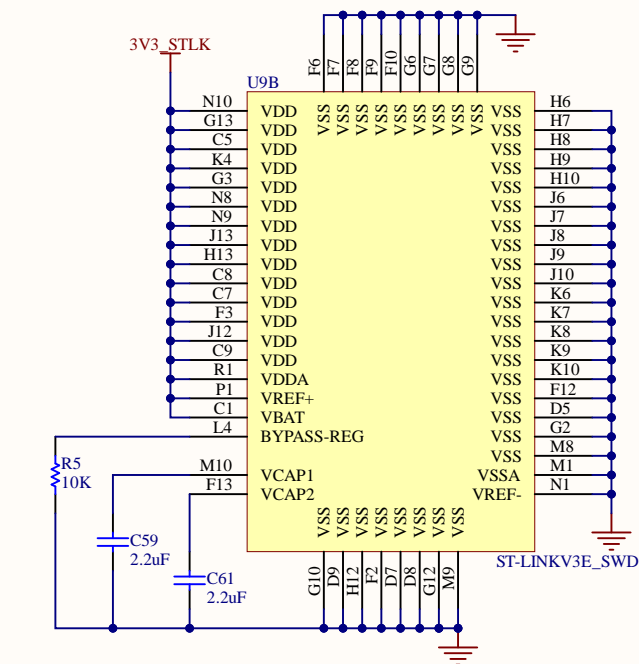 3V3_STLK
U9B
F6
F7
F8
F9
F10
G6
G7
G8
G9
VSS
VSS
VSS
VSS
VSS
VSS
VSS
VSS
VSS
N10 VDD
G13 VDD
C5 VDD
K4 VDD
G3 VDD
N8 VDD
N9 VDD
J13 VDD
H13 VDD
C8 VDD
C7 VDD
F3 VDD
J12 VDD
C9 VDD
R1 VDDA
P1 VREF+
C1 VBAT
L4 BYPASS-REG
M10 VCAP1
F13 VCAP2
VSS H6
VSS H7
VSS H8
VSS H9
VSS H10
VSS J6
VSS J7
VSS J8
VSS J9
VSS J10
VSS K6
VSS K7
VSS K8
VSS K9
VSS K10
VSS F12
VSS D5
VSS G2
VSS M8
VSSA M1
VREF- N1
R5
10K
C59
2.2uF
C61
2.2uF
VSS
VSS
VSS
VSS
VSS
VSS
VSS
VSS
G10
D9
H12
F2
D7
D8
G12
M9
ST-LINKV3E_SWD